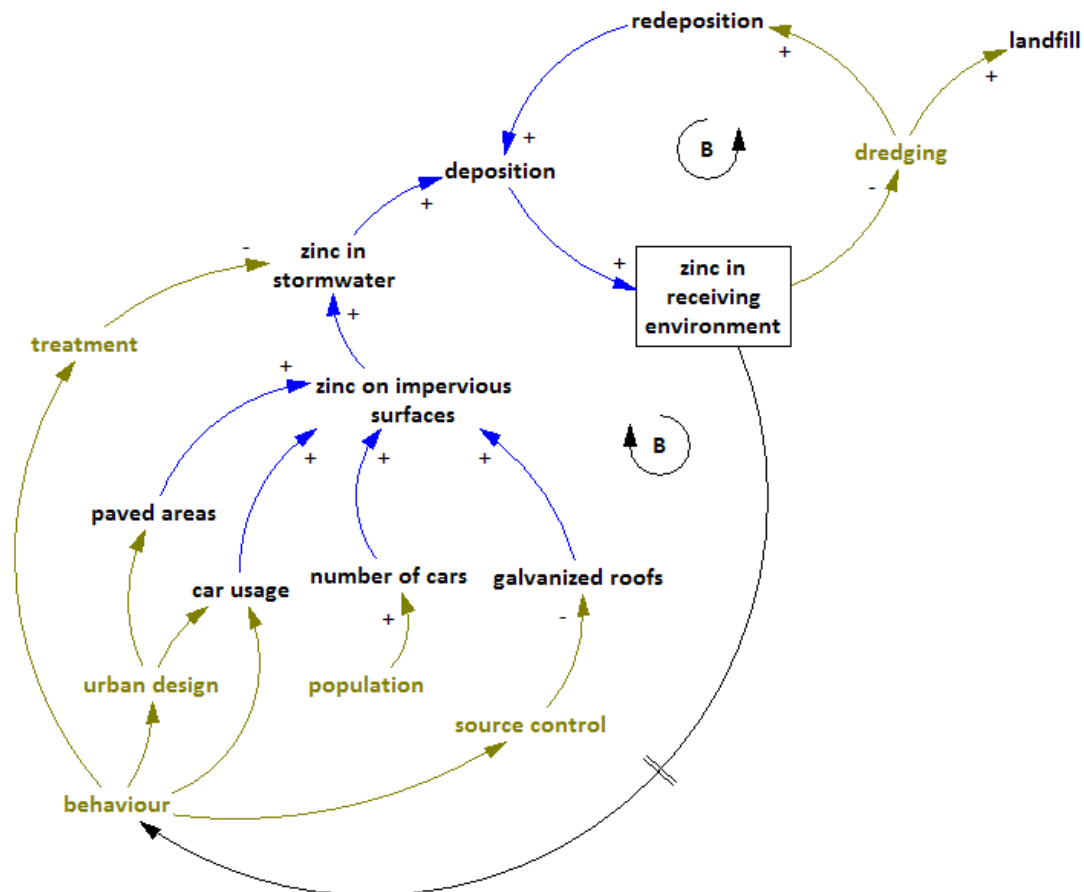 redeposition
landfill
+
+
B
dredging
+
deposition
-
+
-
zinc in
stormwater
+
zinc in
receiving
environment
+
treatment
+
zinc on impervious
surfaces
+
+
+
B
paved areas
car usage
number of cars
galvanized roofs
+
-
urban design
population
source control
behaviour